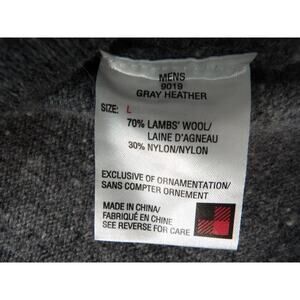 MENS
9019
GRAY HEATHER
SIZE: L
70% LAMBS' WOOL/
LAINE D'AGNEAU
30% NYLON/NYLON
EXCLUSIVE OF ORNAMENTATION/
SANS COMPTER ORNEMENT
MADE IN CHINA/
FABRIQUÉ EN CHINE
SEE REVERSE FOR CARE